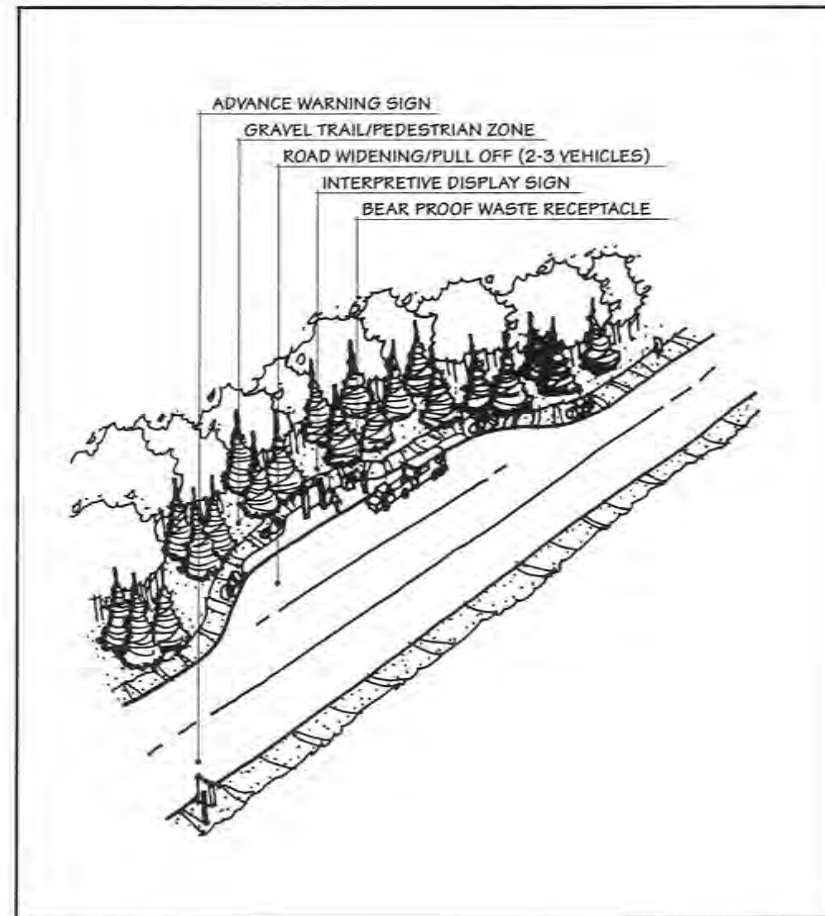 ADVANCE WARNING SIGN
GRAVEL TRAIL/PEDESTRIAN ZONE
ROAD WIDENING/PULL OFF (2-3 VEHICLES)
INTERPRETIVE DISPLAY SIGN
BEAR PROOF WASTE RECEPTACLE